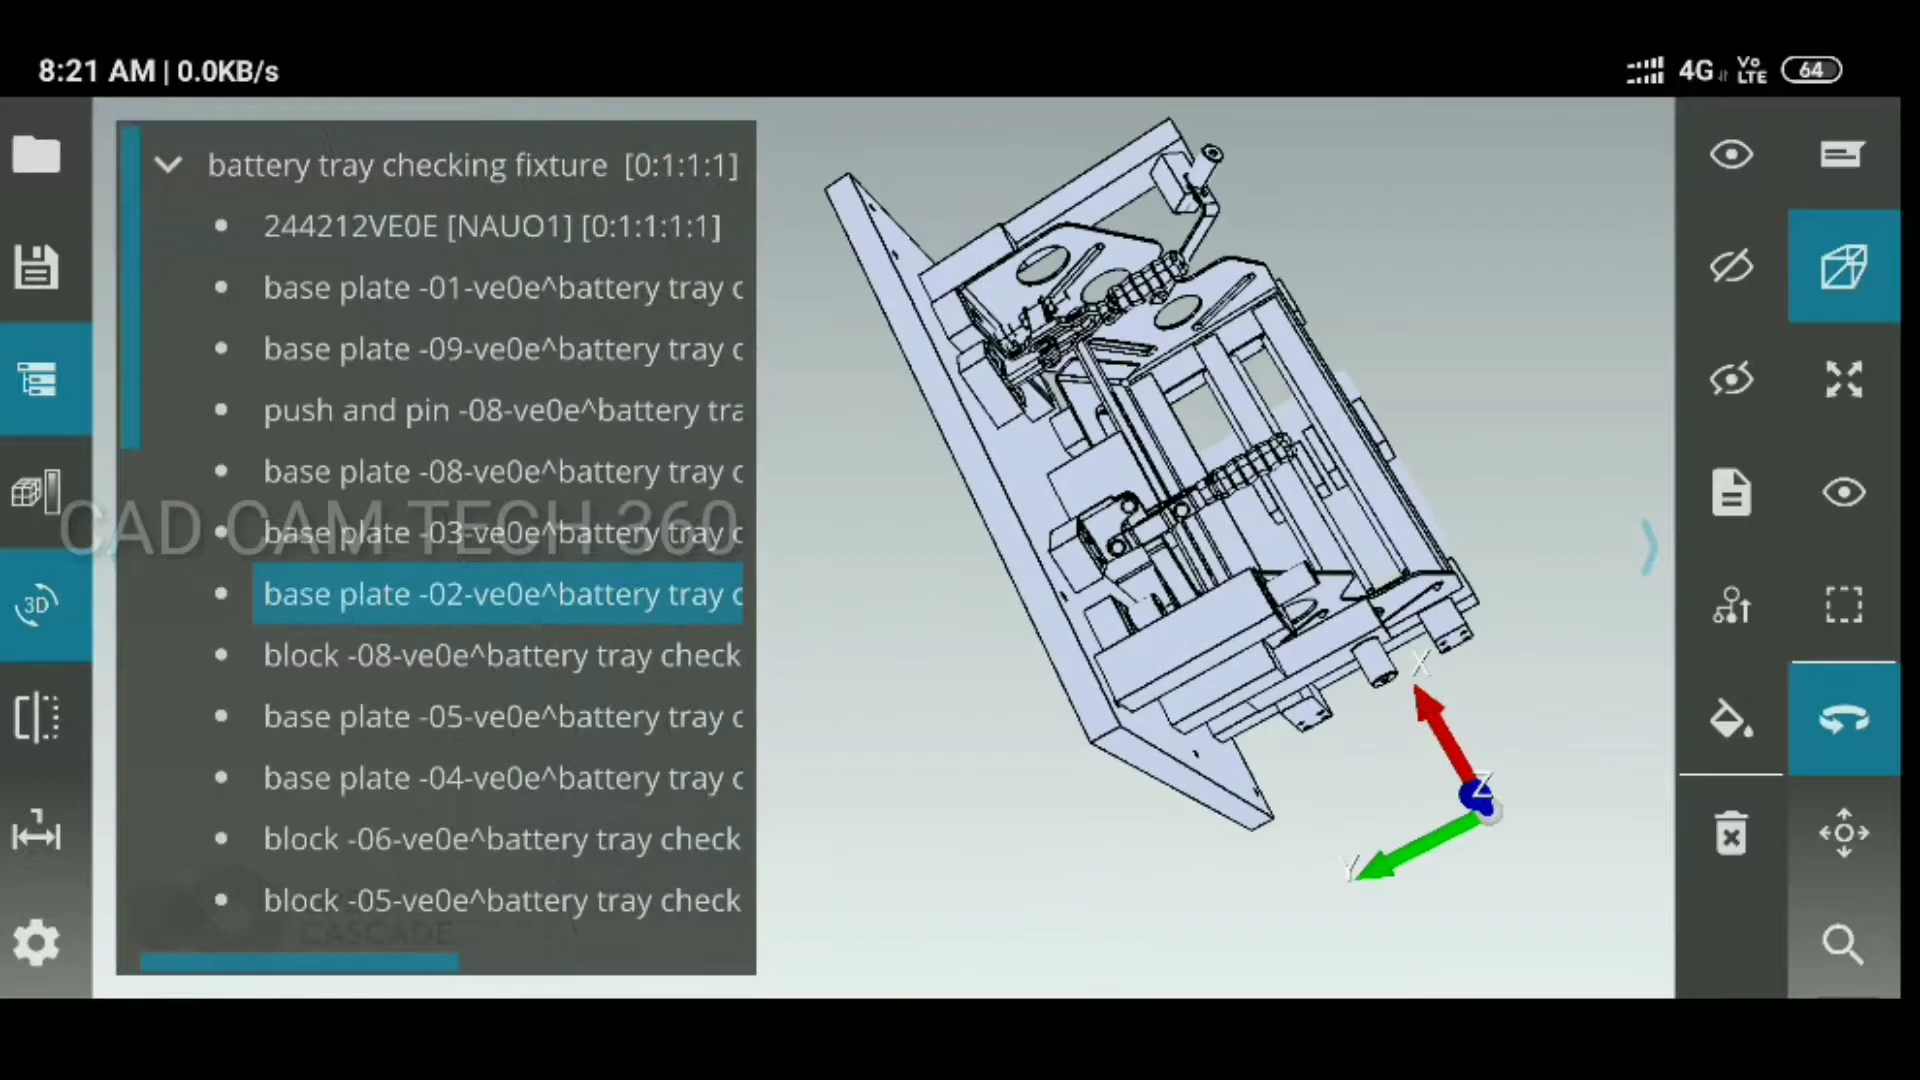 8:21 AM | 0.0KB/s
4G Vo LTE 64
battery tray checking fixture [0:1:1:1]
244212VE0E [NAUO1] [0:1:1:1:1]
base plate -01-ve0e^battery tray c
base plate -09-ve0e^battery tray c
push and pin -08-ve0e^battery tra
base plate -08-ve0e^battery tray c
CAD CAM TECH 360
base plate -03-ve0e^battery tray c
base plate -02-ve0e^battery tray c
block -08-ve0e^battery tray check
base plate -05-ve0e^battery tray c
base plate -04-ve0e^battery tray c
block -06-ve0e^battery tray check
block -05-ve0e^battery tray check
CASCADE
3D
X
Z
Y